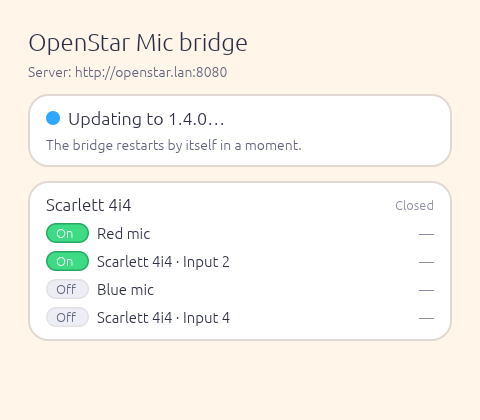 OpenStar Mic bridge
Server: http://openstar.lan:8080
Updating to 1.4.0…
The bridge restarts by itself in a moment.
Scarlett 4i4 Closed
On Red mic —
On Scarlett 4i4 · Input 2 —
Off Blue mic —
Off Scarlett 4i4 · Input 4 —